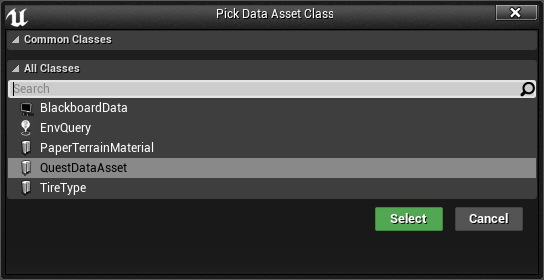 Pick Data Asset Class
Common Classes
All Classes
Search
BlackboardData
EnvQuery
PaperTerrainMaterial
QuestDataAsset
TireType
Select Cancel